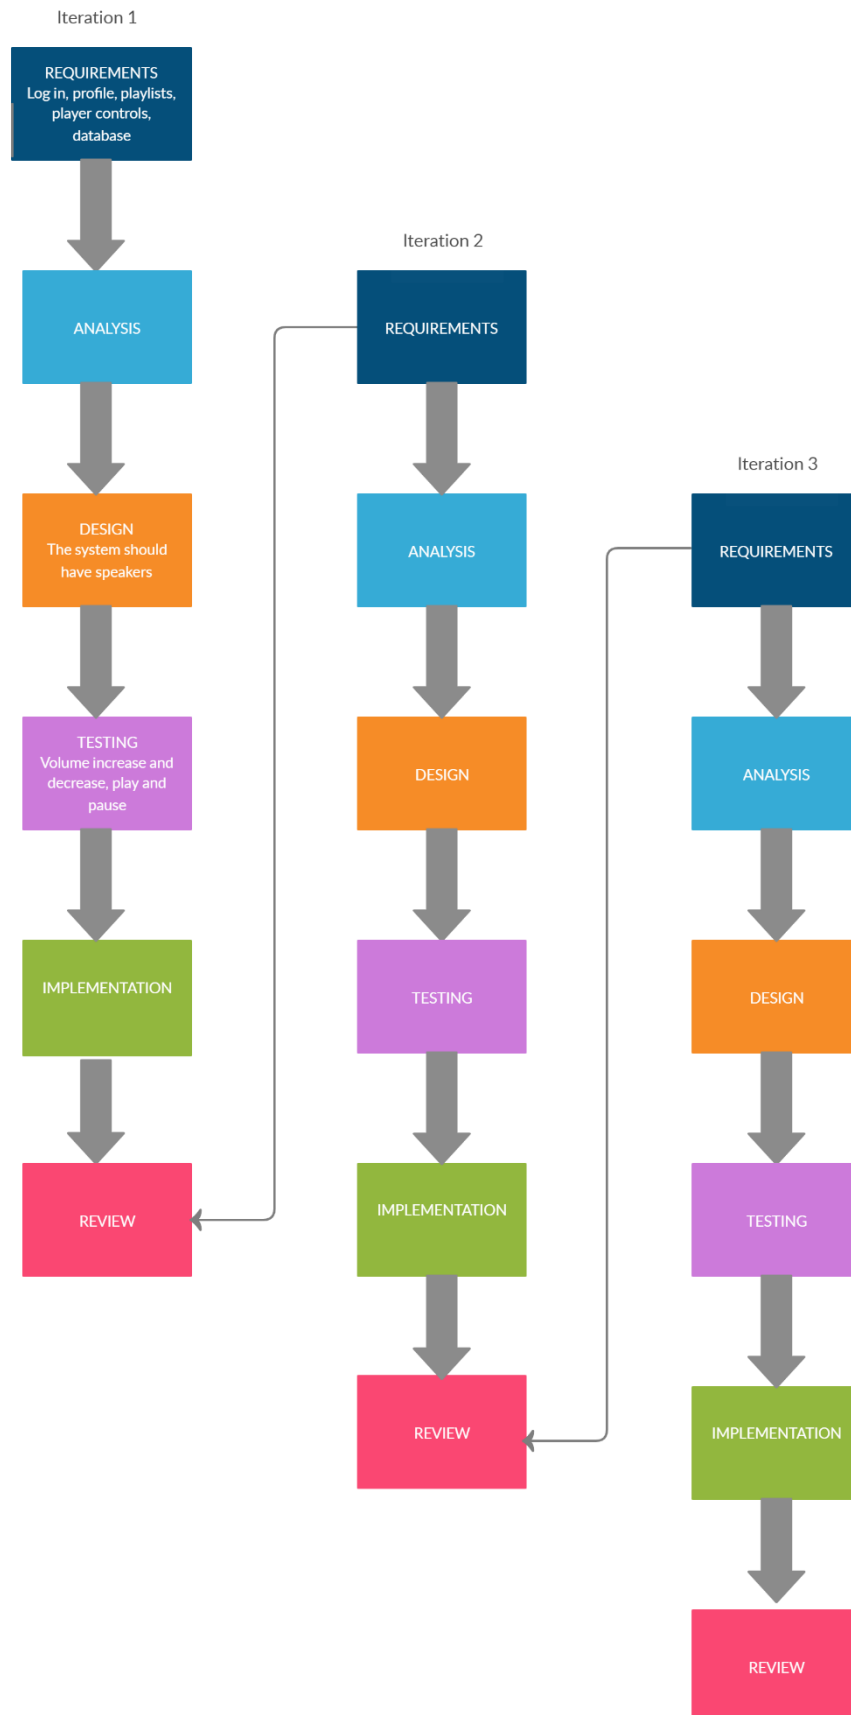 Iteration 1
REQUIREMENTS
Log in, profile, playlists,
player controls,
database
ANALYSIS
DESIGN
The system should
have speakers
TESTING
Volume increase and
decrease, play and
pause
IMPLEMENTATION
REVIEW
Iteration 2
REQUIREMENTS
ANALYSIS
DESIGN
TESTING
IMPLEMENTATION
REVIEW
Iteration 3
REQUIREMENTS
ANALYSIS
DESIGN
TESTING
IMPLEMENTATION
REVIEW